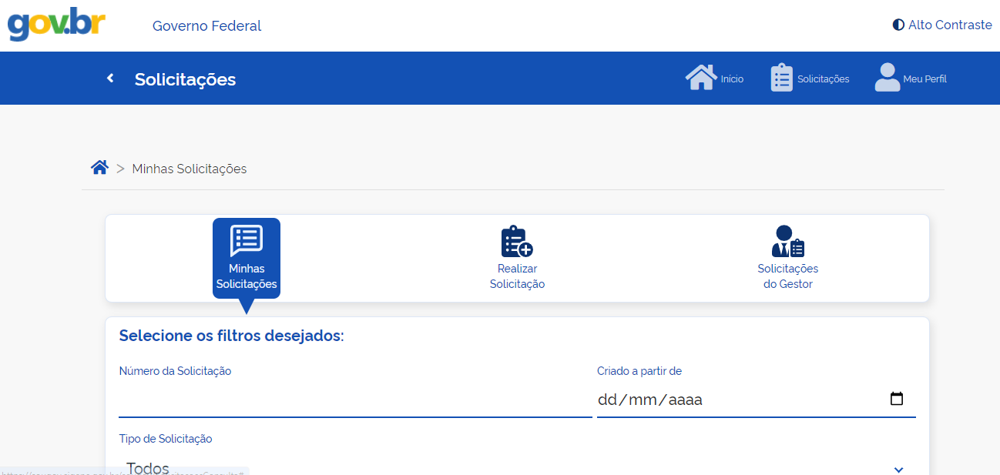 gov.br
Governo Federal
Alto Contraste
Solicitações
Início
Solicitações
Meu Perfil
> Minhas Solicitações
Minhas
Solicitações
Realizar
Solicitação
Solicitações
do Gestor
Selecione os filtros desejados:
Número da Solicitação
Criado a partir de
dd/mm/aaaa
Tipo de Solicitação
Todos